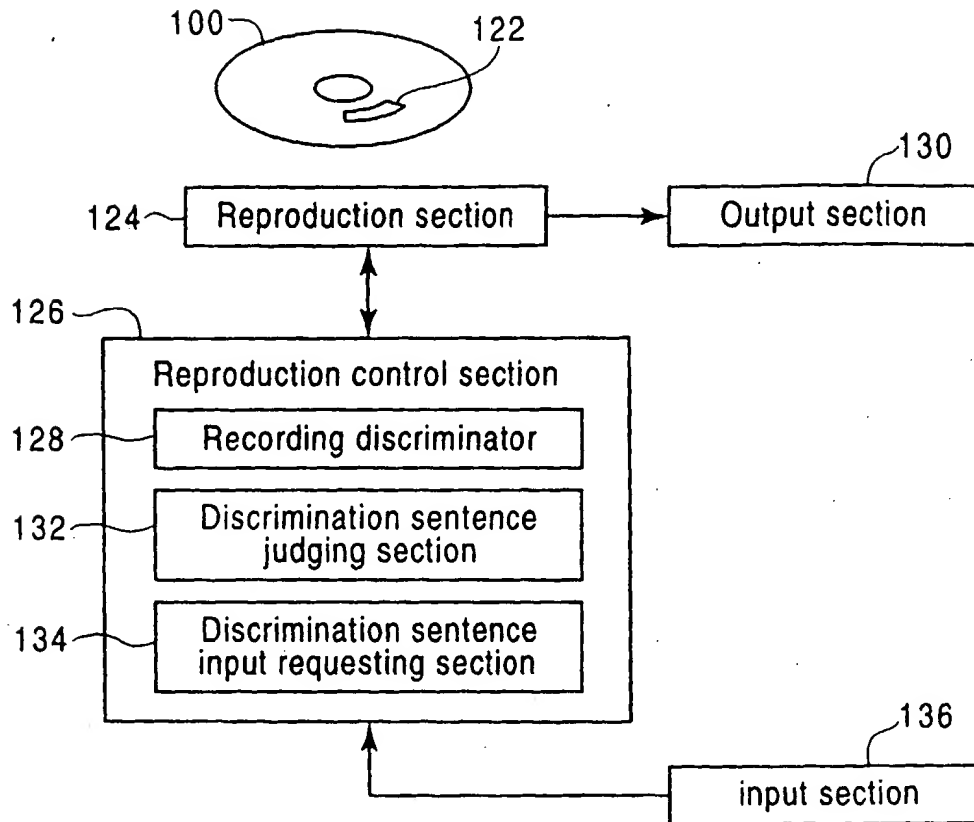 100
122
130
124
Reproduction section
Output section
126
Reproduction control section
128
Recording discriminator
132
Discrimination sentence
judging section
134
Discrimination sentence
input requesting section
136
input section